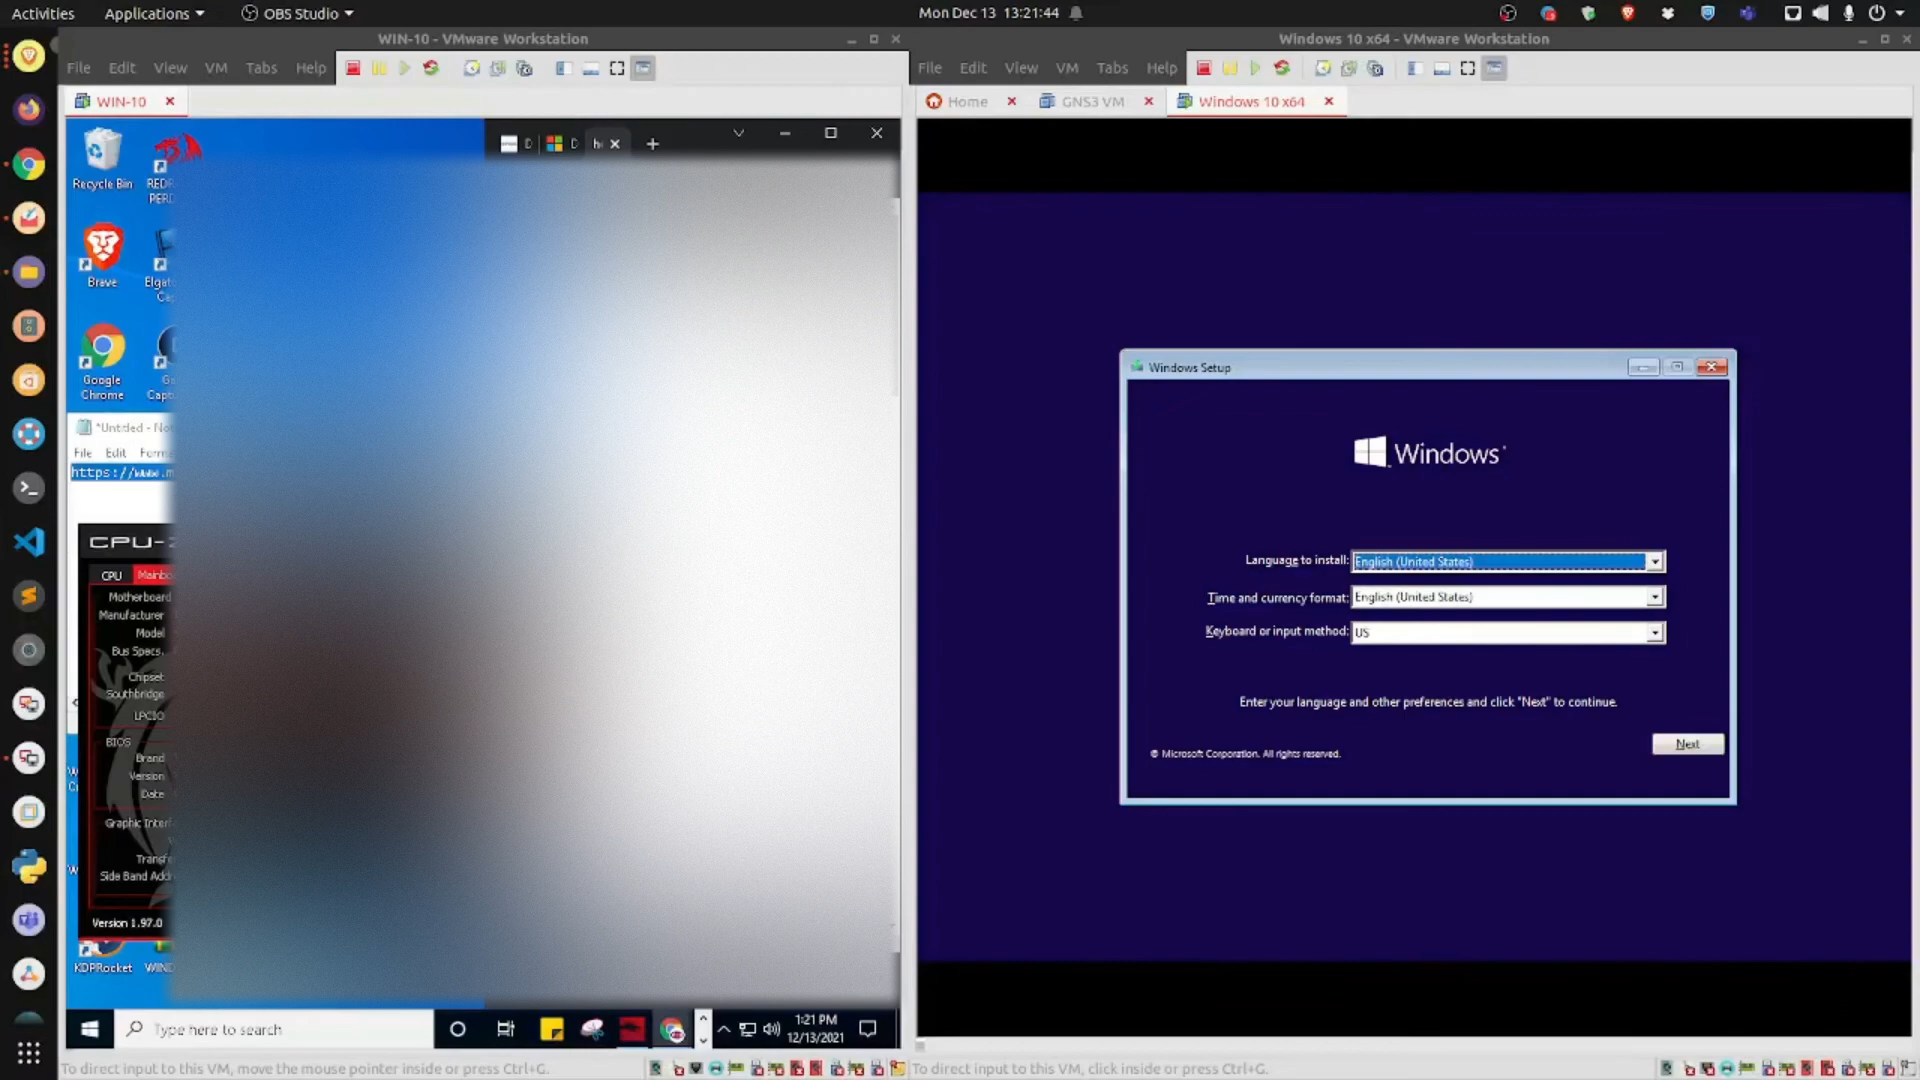 Activities Applications OBS Studio Mon Dec 13 13:21:44
WIN-10 - VMware Workstation
File Edit View VM Tabs Help
WIN-10
Recycle Bin
Brave
Google
Chrome
*Untitled
File Edit
https://www.m
CPU
Motherboard
Manufacturer
Model
Bus Specs.
Chipset
Southbridge
LPCIO
BIOS
Brand
Version
Date
Side Band
Version 1.97.0
KDPRocket
Type here to search
1:21 PM
12/13/2021
To direct input to this VM, move the mouse pointer inside or press Ctrl+G.
Windows 10 x64 - VMware Workstation
File Edit View VM Tabs Help
Home GNS3 VM Windows 10 x64
Windows Setup
Windows
Language to install: English (United States)
Time and currency format: English (United States)
Keyboard or input method: US
Enter your language and other preferences and click "Next" to continue.
© Microsoft Corporation. All rights reserved.
Next
To direct input to this VM, click inside or press Ctrl+G.